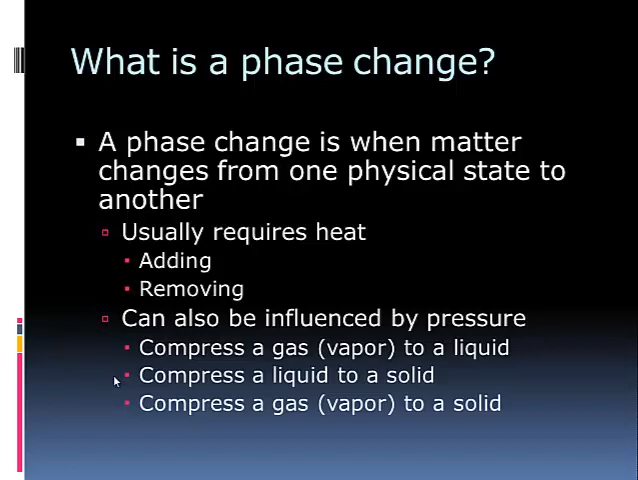 What is a phase change?
A phase change is when matter
changes from one physical state to
another
Usually requires heat
Adding
Removing
Can also be influenced by pressure
Compress a gas (vapor) to a liquid
Compress a liquid to a solid
Compress a gas (vapor) to a solid